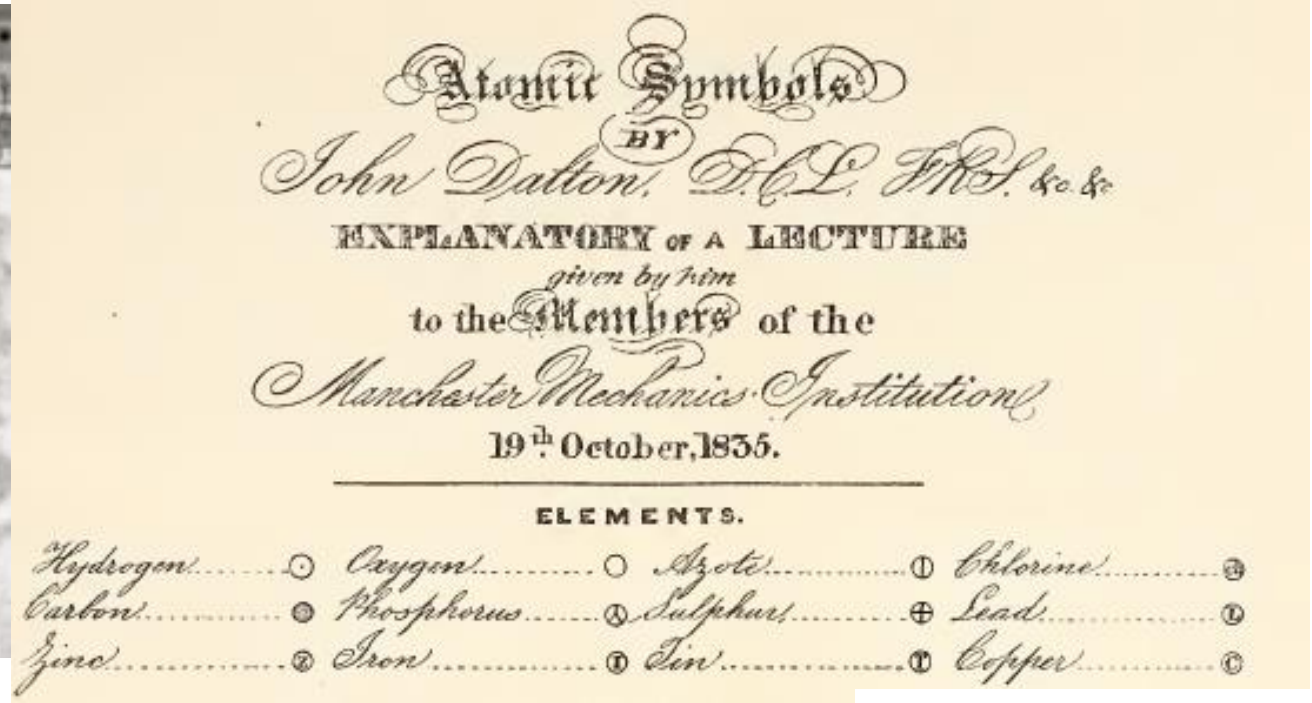 Atomic Symbols
BY
John Dalton, D.C.L. F.R.S. &c. &c.
EXPLANATORY OF A LECTURE
given by him
to the Members of the
Manchester Mechanics' Institution
19th October, 1835.
ELEMENTS.
Hydrogen Oxygen Azote Chlorine
Carbon Phosphorus Sulphur Lead L
Zinc Z Iron I Tin T Copper C